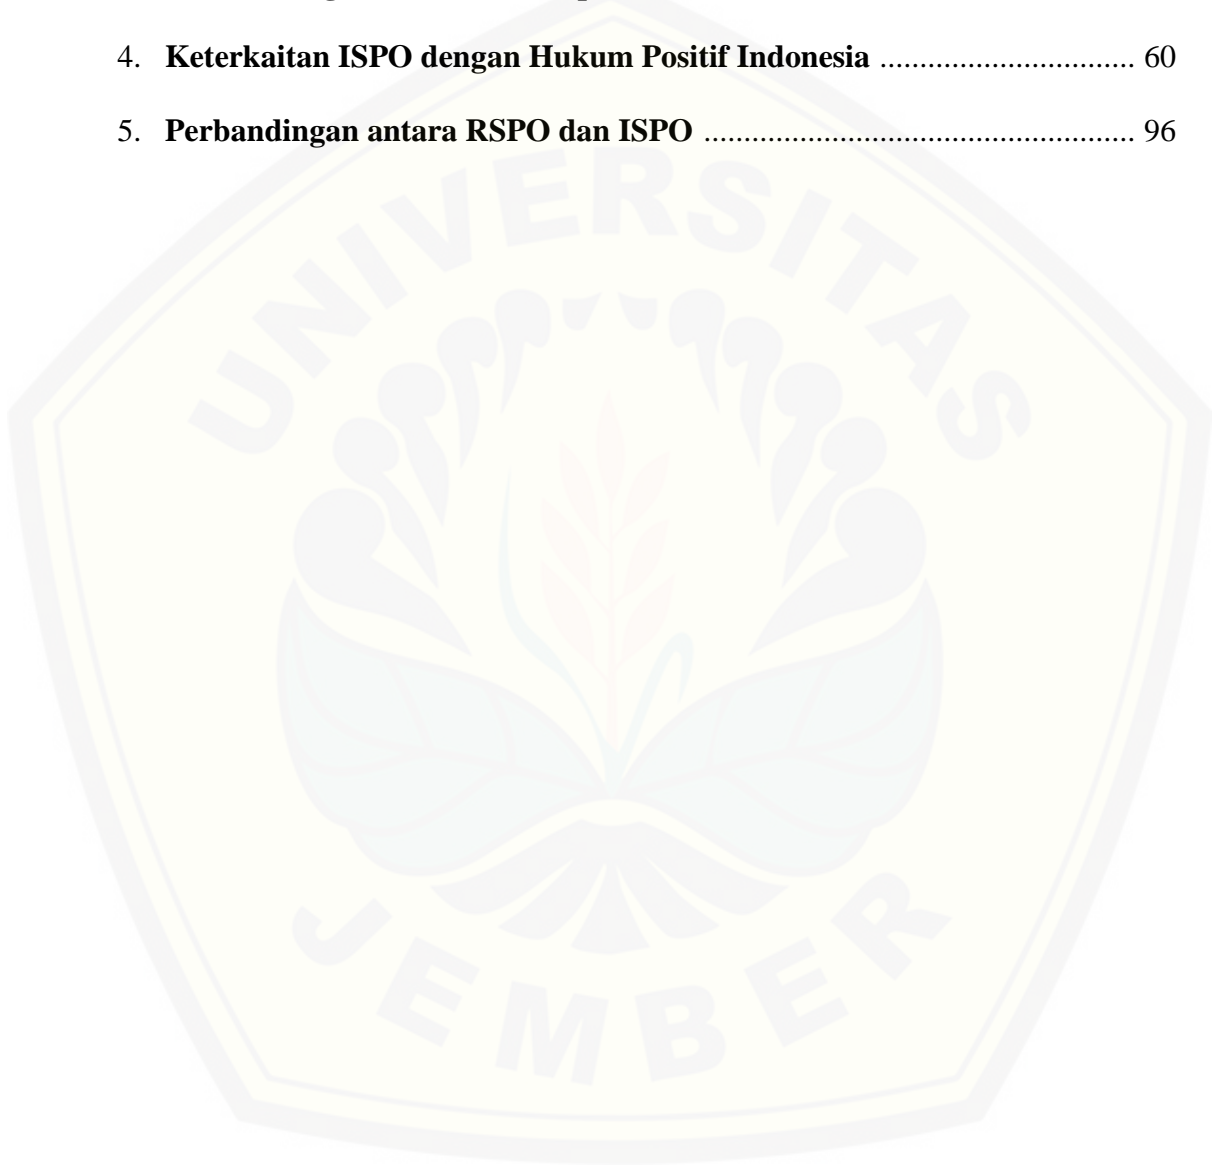 4. Keterkaitan ISPO dengan Hukum Positif Indonesia ................................ 60
5. Perbandingan antara RSPO dan ISPO ..................................................... 96
UNIVERSITAS
JEMBER